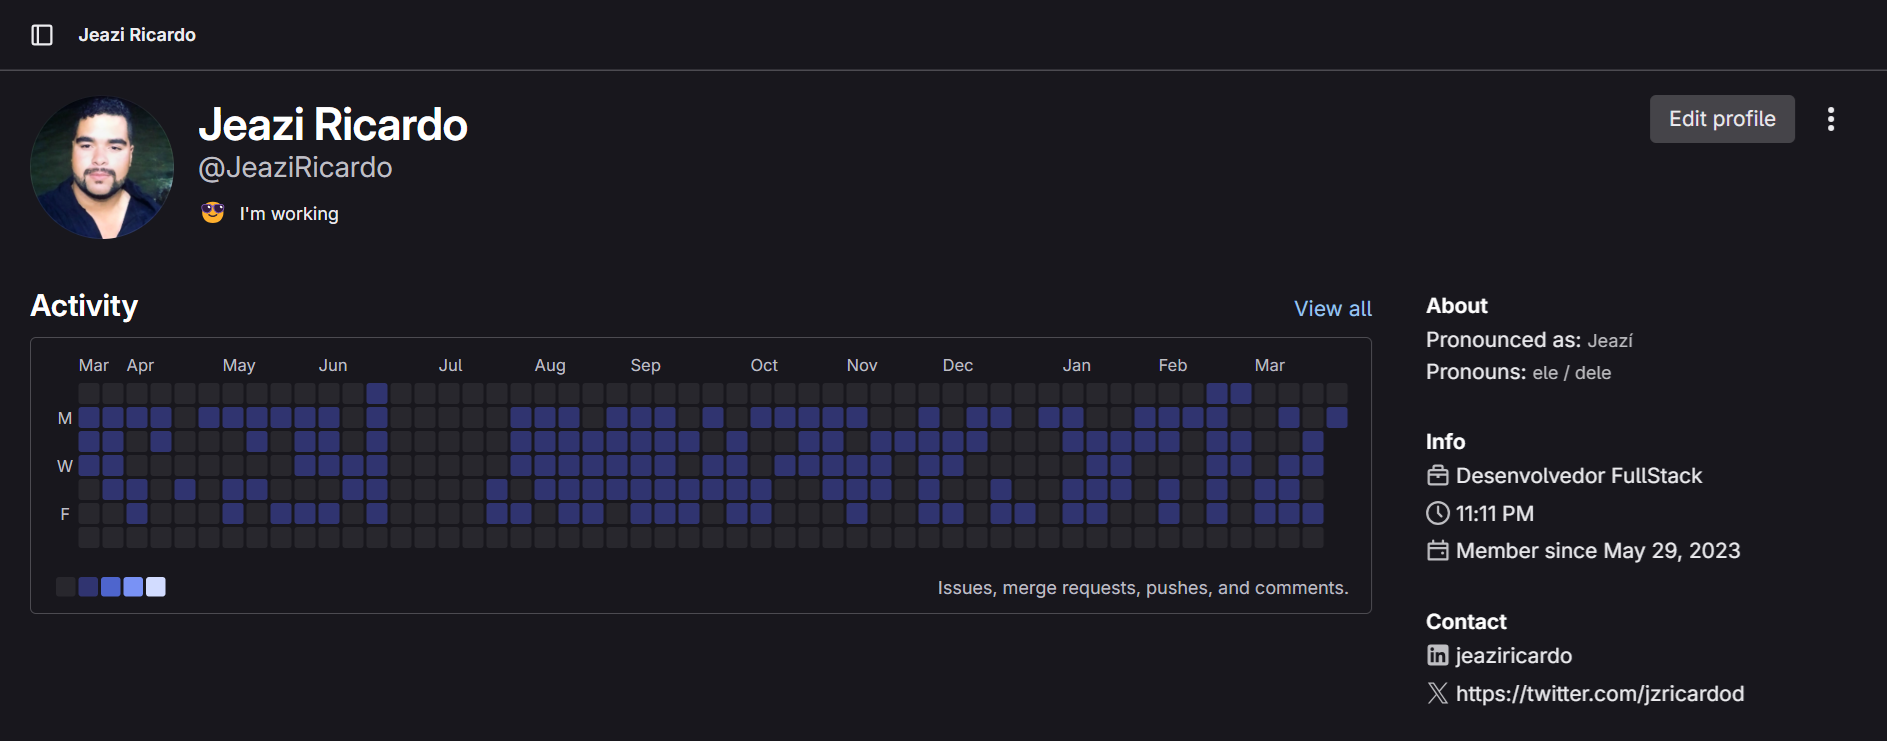 Jeazi Ricardo
Jeazi Ricardo
@JeaziRicardo
I'm working
Edit profile
Activity
View all
Mar Apr May Jun Jul Aug Sep Oct Nov Dec Jan Feb Mar
M
W
F
Issues, merge requests, pushes, and comments.
About
Pronounced as: Jeazí
Pronouns: ele / dele
Info
Desenvolvedor FullStack
11:11 PM
Member since May 29, 2023
Contact
jeaziricardo
https://twitter.com/jzricardod